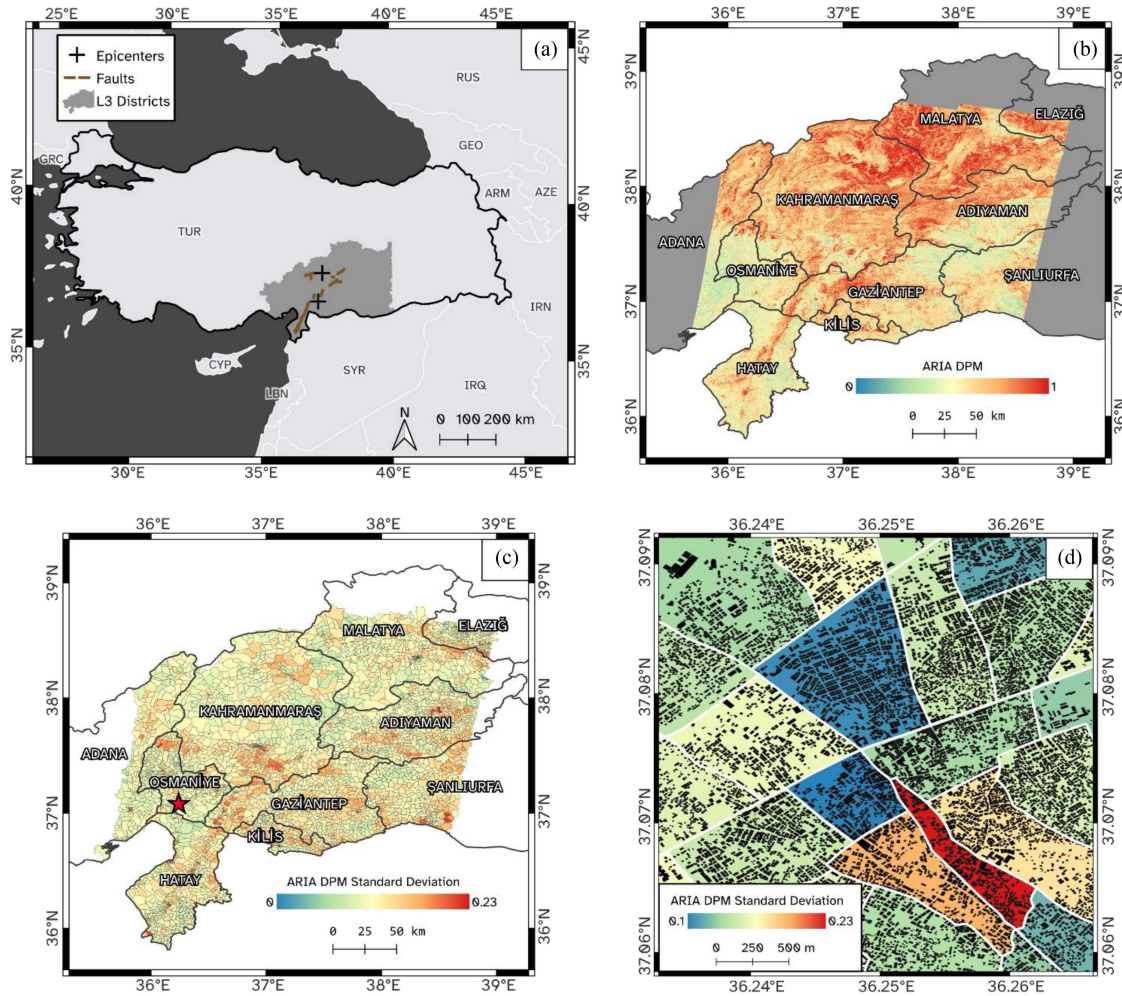 25°E 30°E 35°E 40°E 45°E
(a)
Epicenters
Faults
L3 Districts
45°N
RUS
GEO
GRC
ARM
AZE
40°N
40°N
TUR
IRN
35°N
35°N
CYP
SYR
LBN
IRQ
N
0 100 200 km
30°E 35°E 40°E 45°E
36°E 37°E 38°E 39°E
(b)
39°N
39°N
ELAZIĞ
MALATYA
38°N
38°N
KAHRAMANMARAŞ
ADIYAMAN
ADANA
OSMANİYE
ŞANLIURFA
GAZİANTEP
37°N
37°N
KİLİS
HATAY
ARIA DPM
0 1
0 25 50 km
36°N
36°N
36°E 37°E 38°E 39°E
36°E 37°E 38°E 39°E
(c)
39°N
39°N
ELAZIĞ
MALATYA
38°N
38°N
KAHRAMANMARAŞ
ADIYAMAN
ADANA
OSMANİYE
ŞANLIURFA
GAZİANTEP
37°N
37°N
KİLİS
HATAY
ARIA DPM Standard Deviation
0 0.23
0 25 50 km
36°N
36°N
36°E 37°E 38°E 39°E
36.24°E 36.25°E 36.26°E
(d)
37.09°N
37.09°N
37.08°N
37.08°N
37.07°N
37.07°N
ARIA DPM Standard Deviation
0.1 0.23
0 250 500 m
37.06°N
37.06°N
36.24°E 36.25°E 36.26°E